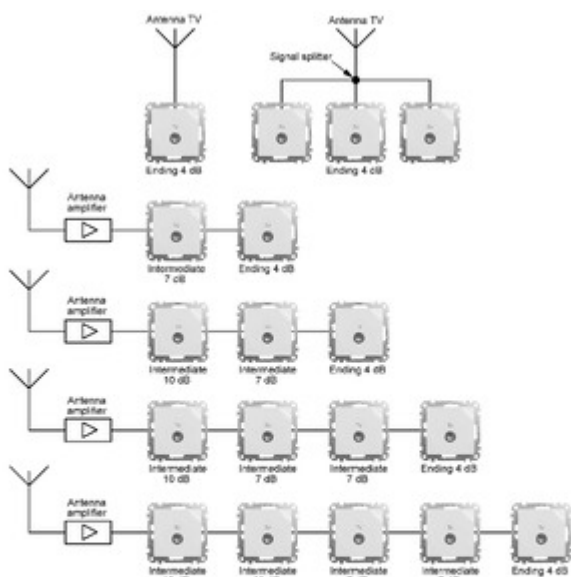 Antenna TV
Antenna TV
Signal splitter
Ending 4 dB
Ending 4 dB
Antenna
amplifier
Intermediate
7 dB
Ending 4 dB
Antenna
amplifier
Intermediate
10 dB
Intermediate
7 dB
Ending 4 dB
Antenna
amplifier
Intermediate
10 dB
Intermediate
7 dB
Intermediate
7 dB
Ending 4 dB
Antenna
amplifier
Intermediate
Intermediate
Intermediate
Intermediate
Ending 4 dB